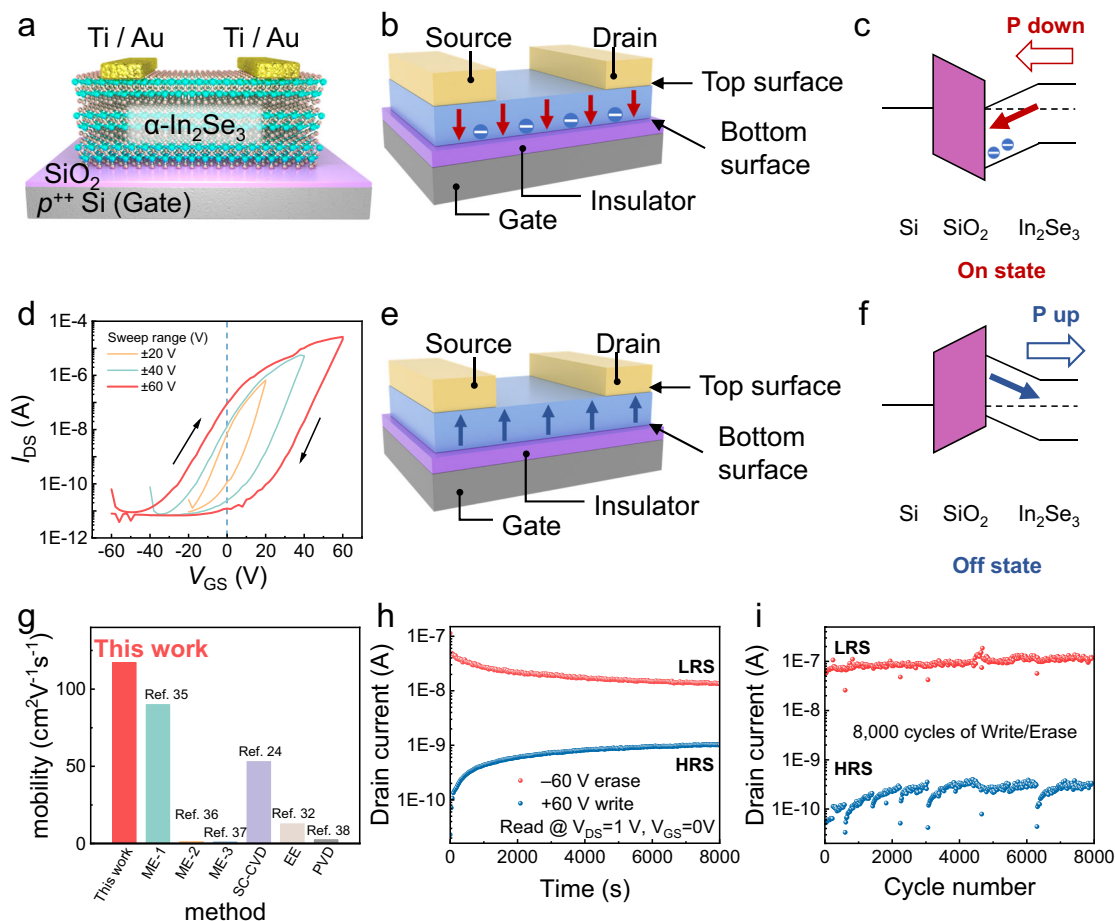 a
Ti / Au
Ti / Au
α-In2Se3
SiO2
p++ Si (Gate)
b
Source
Drain
Top surface
Bottom
surface
Insulator
Gate
c
P down
Si
SiO2
In2Se3
On state
d
1E-4
1E-6
1E-8
1E-10
1E-12
IDS (A)
Sweep range (V)
±20 V
±40 V
±60 V
-60
-40
-20
0
20
40
60
VGS (V)
e
Source
Drain
Top surface
Bottom
surface
Insulator
Gate
f
P up
Si
SiO2
In2Se3
Off state
g
This work
mobility (cm2V-1s-1)
100
50
0
Ref. 35
Ref. 36
Ref. 37
Ref. 24
Ref. 32
Ref. 38
This work
ME-1
ME-2
ME-3
SC-CVD
EE
PVD
method
h
Drain current (A)
1E-7
1E-8
1E-9
1E-10
LRS
HRS
–60 V erase
+60 V write
Read @ VDS=1 V, VGS=0V
0
2000
4000
6000
8000
Time (s)
i
Drain current (A)
1E-6
1E-7
1E-8
1E-9
1E-10
LRS
8,000 cycles of Write/Erase
HRS
0
2000
4000
6000
8000
Cycle number